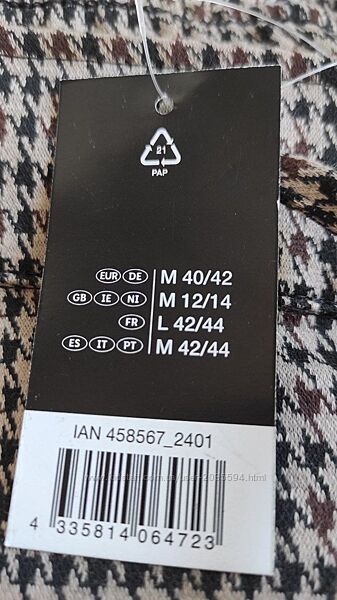 21
PAP
EUR DE M 40/42
GB IE NI M 12/14
FR L 42/44
ES IT PT M 42/44
IAN 458567_2401
4 335814 064723